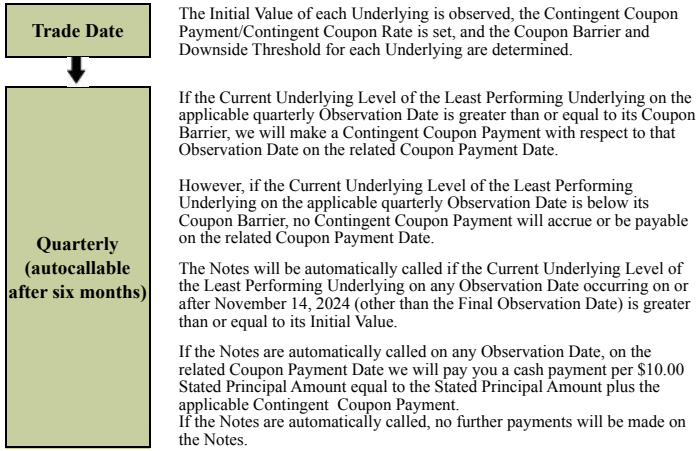 Trade Date
The Initial Value of each Underlying is observed, the Contingent Coupon
Payment/Contingent Coupon Rate is set, and the Coupon Barrier and
Downside Threshold for each Underlying are determined.
Quarterly
(autocallable
after six months)
If the Current Underlying Level of the Least Performing Underlying on the
applicable quarterly Observation Date is greater than or equal to its Coupon
Barrier, we will make a Contingent Coupon Payment with respect to that
Observation Date on the related Coupon Payment Date.
However, if the Current Underlying Level of the Least Performing
Underlying on the applicable quarterly Observation Date is below its
Coupon Barrier, no Contingent Coupon Payment will accrue or be payable
on the related Coupon Payment Date.
The Notes will be automatically called if the Current Underlying Level of
the Least Performing Underlying on any Observation Date occurring on or
after November 14, 2024 (other than the Final Observation Date) is greater
than or equal to its Initial Value.
If the Notes are automatically called on any Observation Date, on the
related Coupon Payment Date we will pay you a cash payment per $10.00
Stated Principal Amount equal to the Stated Principal Amount plus the
applicable Contingent Coupon Payment.
If the Notes are automatically called, no further payments will be made on
the Notes.